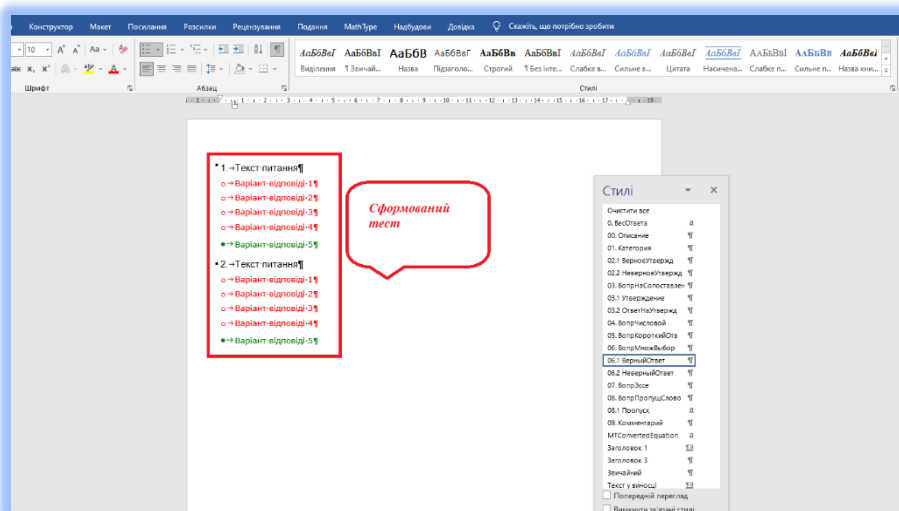 Конструктор Макет Посилання Розсилки Рецензування Подання MathType Надбудови Довідка Скажіть, що потрібно зробити
10 Aa
АаБбВвГ АаБбВвГ АаБбВ АаБбВвГ АаБбВв АаБбВвГ АаБбВвГ АаБбВвГ АаБбВвГ АаБбВвГ ААББВВІ ААББВВ АаБбВвГ
Виділення ¶ Звичай... Назва Підзаголо... Строгий ¶ Без інте... Слабке в... Сильне в... Цитата Насичена... Слабке п... Сильне п... Назва кни...
Шрифт Абзац Стилі
1.→Текст·питання¶
Варіант·відповіді·1¶
Варіант·відповіді·2¶
Варіант·відповіді·3¶
Варіант·відповіді·4¶
Варіант·відповіді·5¶
2.→Текст·питання¶
Варіант·відповіді·1¶
Варіант·відповіді·2¶
Варіант·відповіді·3¶
Варіант·відповіді·4¶
Варіант·відповіді·5¶
Сформований
тест
Стилі
Очистити все
0. ВесОтвета a
00. Описание ¶
01. Категория ¶
02.1 ВерноеУтвержд ¶
02.2 НеверноеУтвержд ¶
03. ВопрНаСопоставлен ¶
03.1 Утверждение ¶
03.2 ОтветНаУтвержд ¶
04. ВопрЧисловой ¶
05. ВопрКороткийОтв ¶
06. ВопрМножВыбор ¶
06.1 ВерныйОтвет ¶
06.2 НеверныйОтвет ¶
07. ВопрЭссе ¶
08. ВопрПропущСлово ¶
08.1 Пропуск a
09. Комментарий ¶
MTConvertedEquation a
Заголовок 1 ¶a
Заголовок 3 ¶
Звичайний ¶
Текст у виносці ¶a
Попередній перегляд
Вимкнути зв'язані стилі